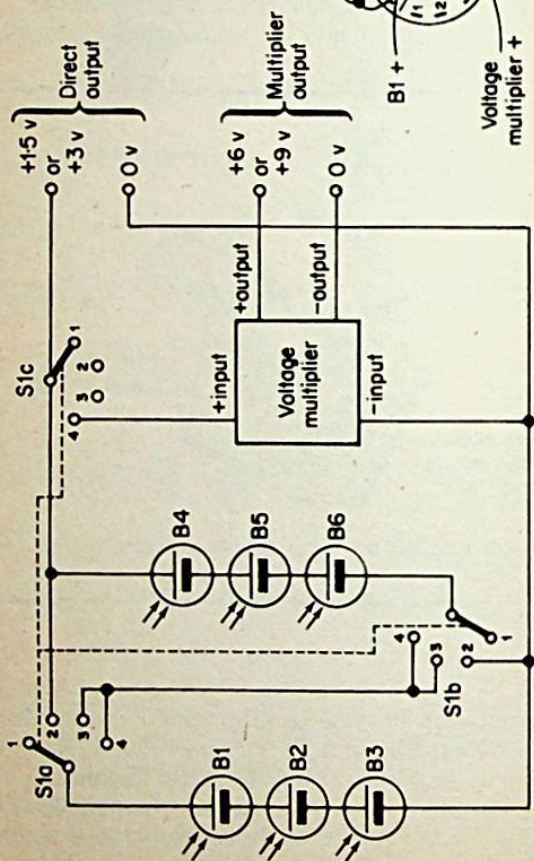 S1a
1
2
3
4
B1
B2
B3
B4
B5
B6
S1b
4
3
2
1
S1c
1
2
3
4
+input
Voltage
multiplier
-input
+output
-output
+1·5 v
or
+3 v
Direct
output
0 v
+6 v
or
+9 v
Multiplier
output
0 v
B1 +
11
12
Voltage
multiplier +